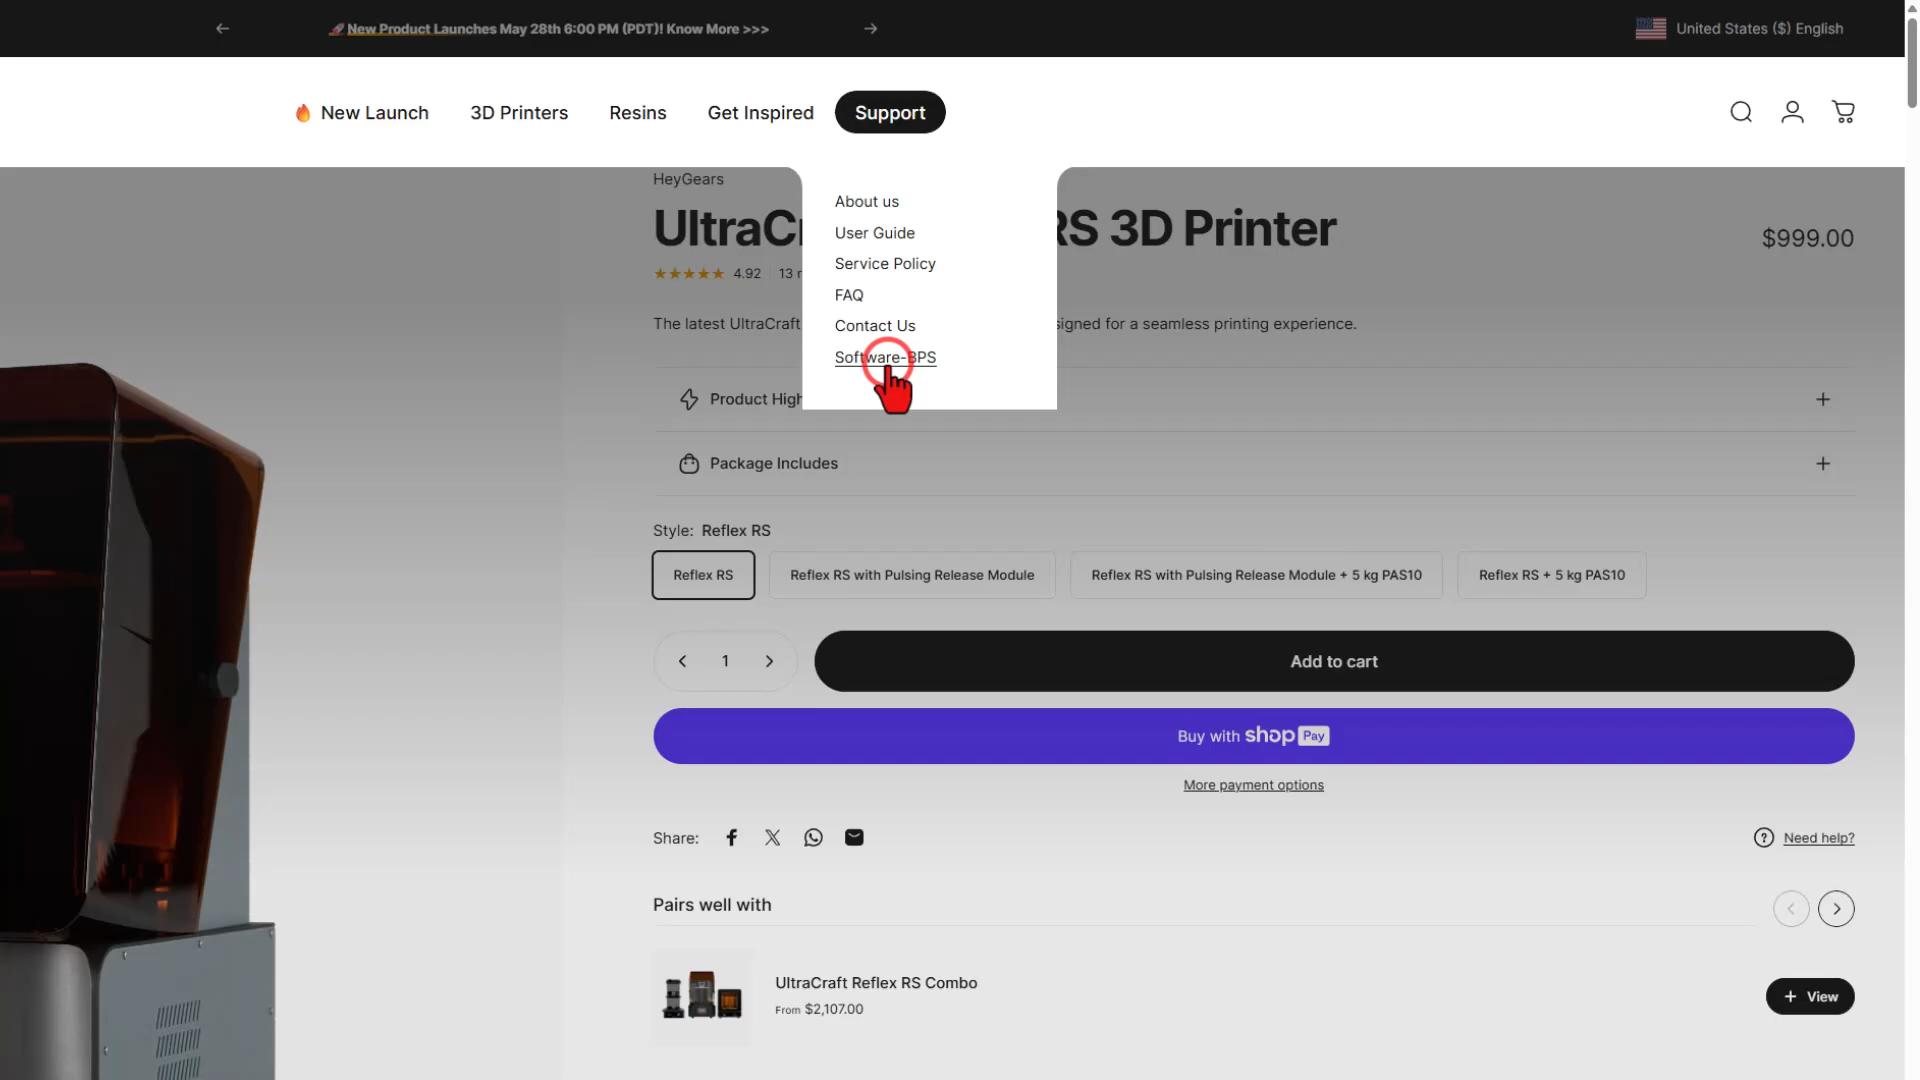 New Product Launches May 28th 6:00 PM (PDT)! Know More >>>
United States ($) English
New Launch
3D Printers
Resins
Get Inspired
Support
About us
User Guide
Service Policy
FAQ
Contact Us
Software-BPS
HeyGears
UltraC RS 3D Printer
$999.00
4.92 13
The latest UltraCraft signed for a seamless printing experience.
Product High
Package Includes
Style: Reflex RS
Reflex RS
Reflex RS with Pulsing Release Module
Reflex RS with Pulsing Release Module + 5 kg PAS10
Reflex RS + 5 kg PAS10
1
Add to cart
Buy with shop Pay
More payment options
Share:
Need help?
Pairs well with
UltraCraft Reflex RS Combo
From $2,107.00
+ View